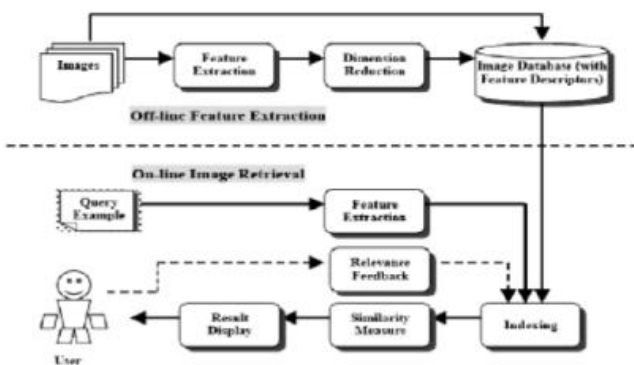 Images
Feature
Extraction
Dimension
Reduction
Image Database (with
Feature Descriptors)
Off-line Feature Extraction
On-line Image Retrieval
Query
Example
Feature
Extraction
Relevance
Feedback
Result
Display
Similarity
Measure
Indexing
User